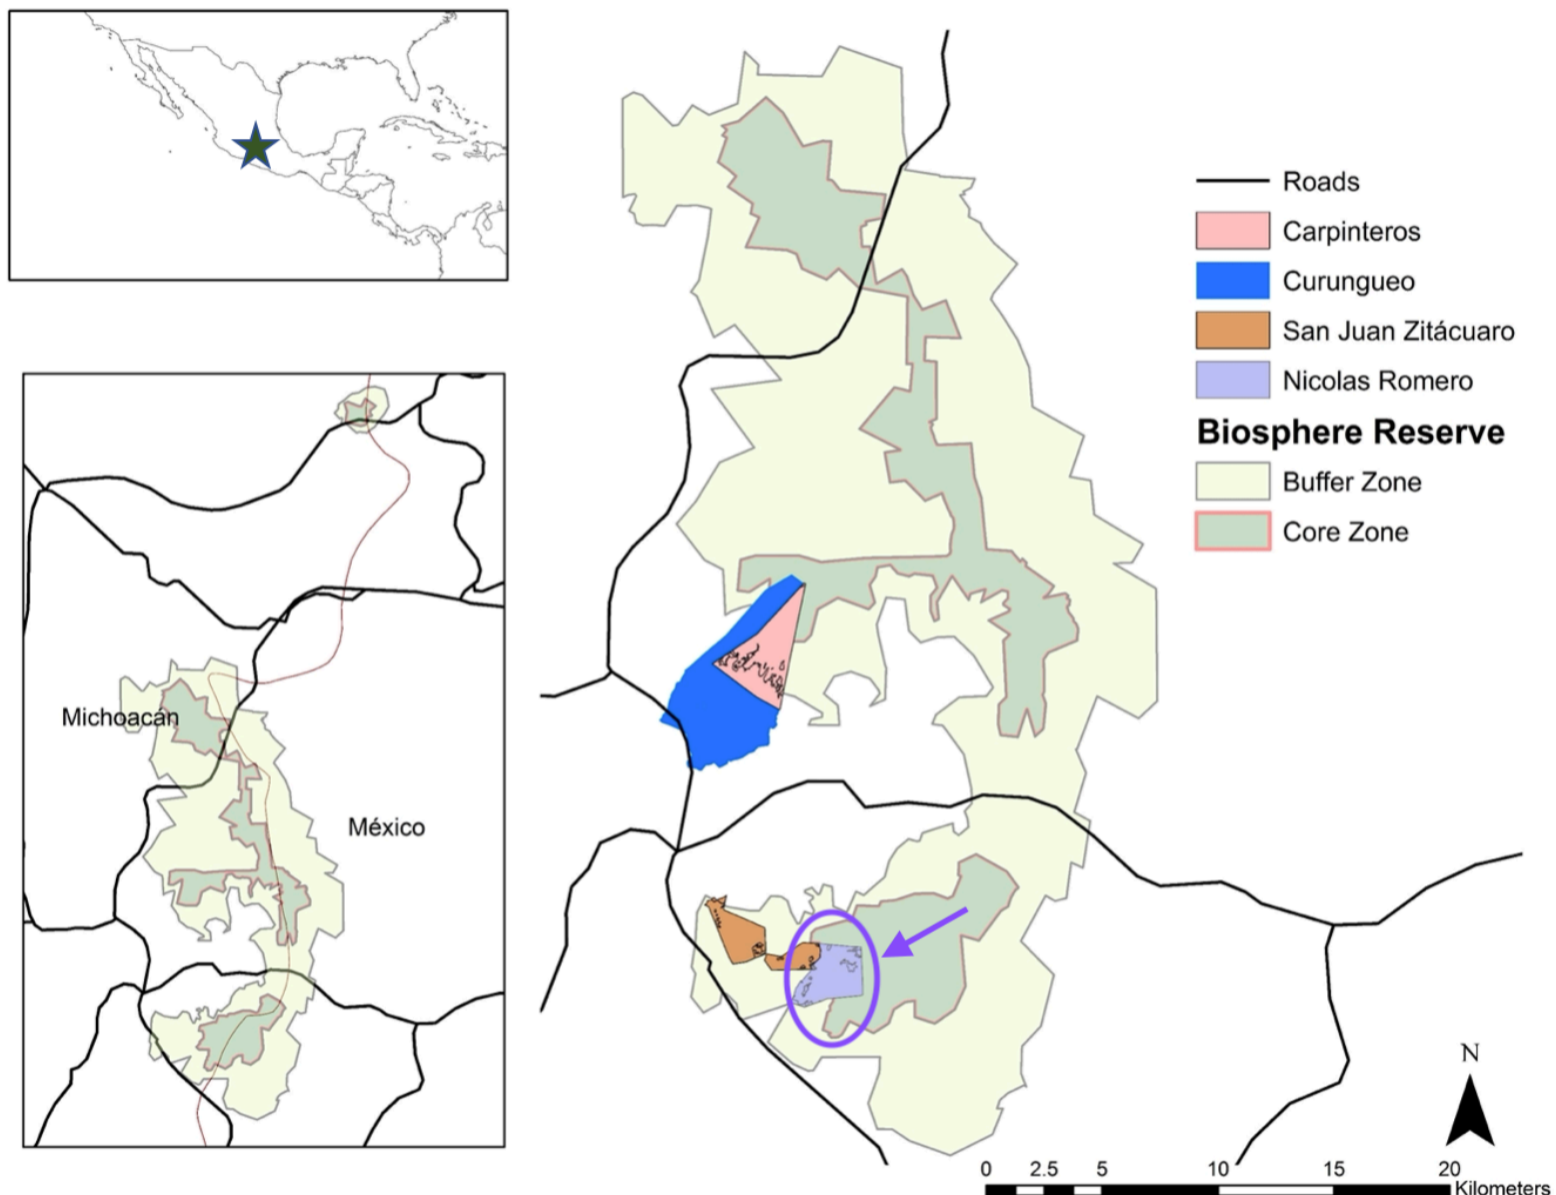 Roads
Carpinteros
Curungueo
San Juan Zitácuaro
Nicolas Romero
Biosphere Reserve
Buffer Zone
Core Zone
Michoacán
México
N
0 2.5 5 10 15 20
Kilometers